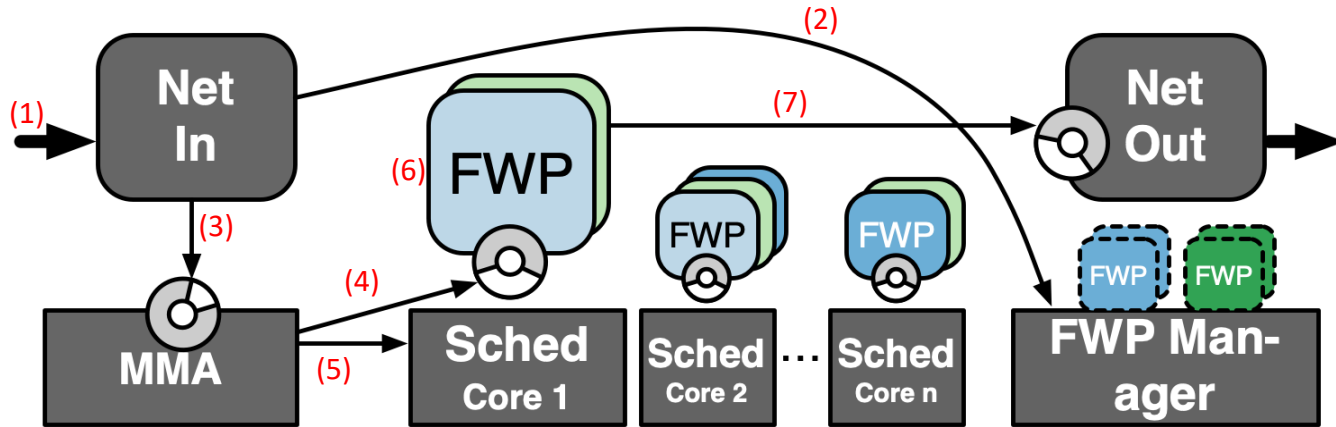 (1)
Net
In
(2)
(3)
MMA
(4)
(5)
(6)
FWP
Sched
Core 1
(7)
FWP
Sched
Core 2
...
FWP
Sched
Core n
Net
Out
FWP
FWP
FWP Man-
ager